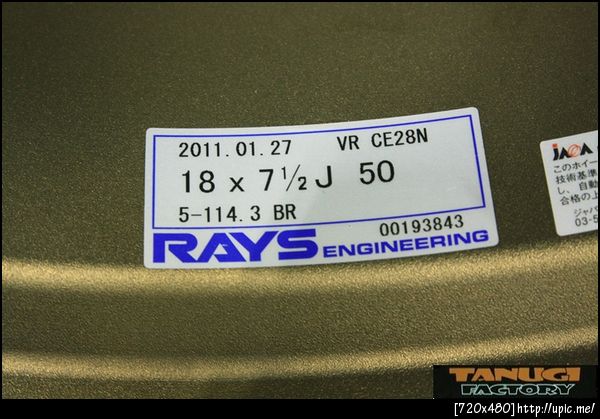 2011.01.27 VR CE28N
18 x 7½ J 50
5-114.3 BR
00193843
RAYS ENGINEERING
JAWA
このホイー
技術基準
し、自動
合格の上
ジャパ
03-5
TANUGI
FACTORY
[720x480]http://upic.me/